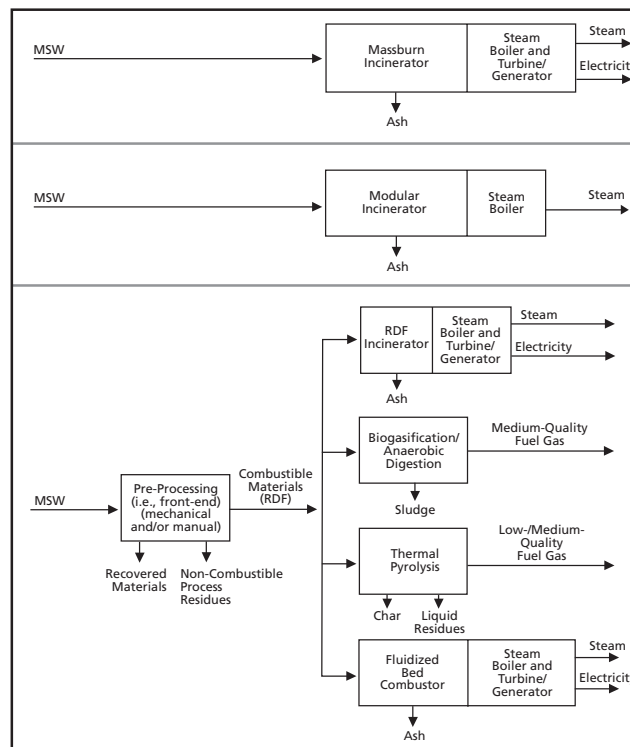 MSW
Massburn
Incinerator
Steam
Boiler and
Turbine/
Generator
Steam
Electricity
Ash
MSW
Modular
Incinerator
Steam
Boiler
Steam
Ash
RDF
Incinerator
Steam
Boiler and
Turbine/
Generator
Steam
Electricity
Ash
Biogasification/
Anaerobic
Digestion
Medium-Quality
Fuel Gas
Sludge
MSW
Pre-Processing
(i.e., front-end)
(mechanical
and/or manual)
Combustible
Materials
(RDF)
Recovered
Materials
Non-Combustible
Process
Residues
Thermal
Pyrolysis
Low-/Medium-
Quality
Fuel Gas
Char
Liquid
Residues
Fluidized
Bed
Combustor
Steam
Boiler and
Turbine/
Generator
Steam
Electricity
Ash